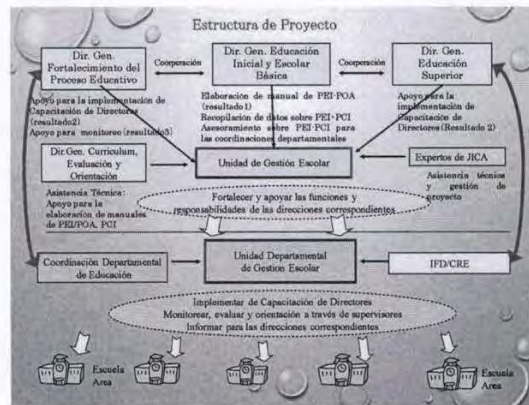 Estructura de Proyecto
Dir. Gen.
Fortalecimiento del
Proceso Educativo
Cooperación
Dir. Gen. Educación
Inicial y Escolar
Básica
Cooperación
Dir. Gen.
Educación
Superior
Apoyo para la implementación de
Capacitación de Directores
(resultado2)
Apoyo para monitoreo (resultado3)
Elaboración de manual de PEI·POA
(resultado1)
Recopilación de datos sobre PEI·PCI
Asesoramiento sobre PEI·PCI para
las coordinaciones departamentales
Apoyo para la
implementación de
Capacitación de
Directores (Resultado 2)
Dir.Gen. Curriculum,
Evaluación y
Orientación
Unidad de Gestión Escolar
Expertos de JICA
Asistencia Técnica:
Apoyo para la
elaboración de manuales
de PEI/POA, PCI
Asistencia técnica
y gestión de
proyecto
Fortalecer y apoyar las funciones y
responsabilidades de las direcciones correspondientes
Coordinación Departamental
de Educación
Unidad Departamental
de Gestion Escolar
IFD/CRE
Implementar de Capacitación de Directores
Monitorear, evaluar y orientación a través de supervisores
Informar para las direcciones correspondientes
Escuela
Area
Escuela
Area